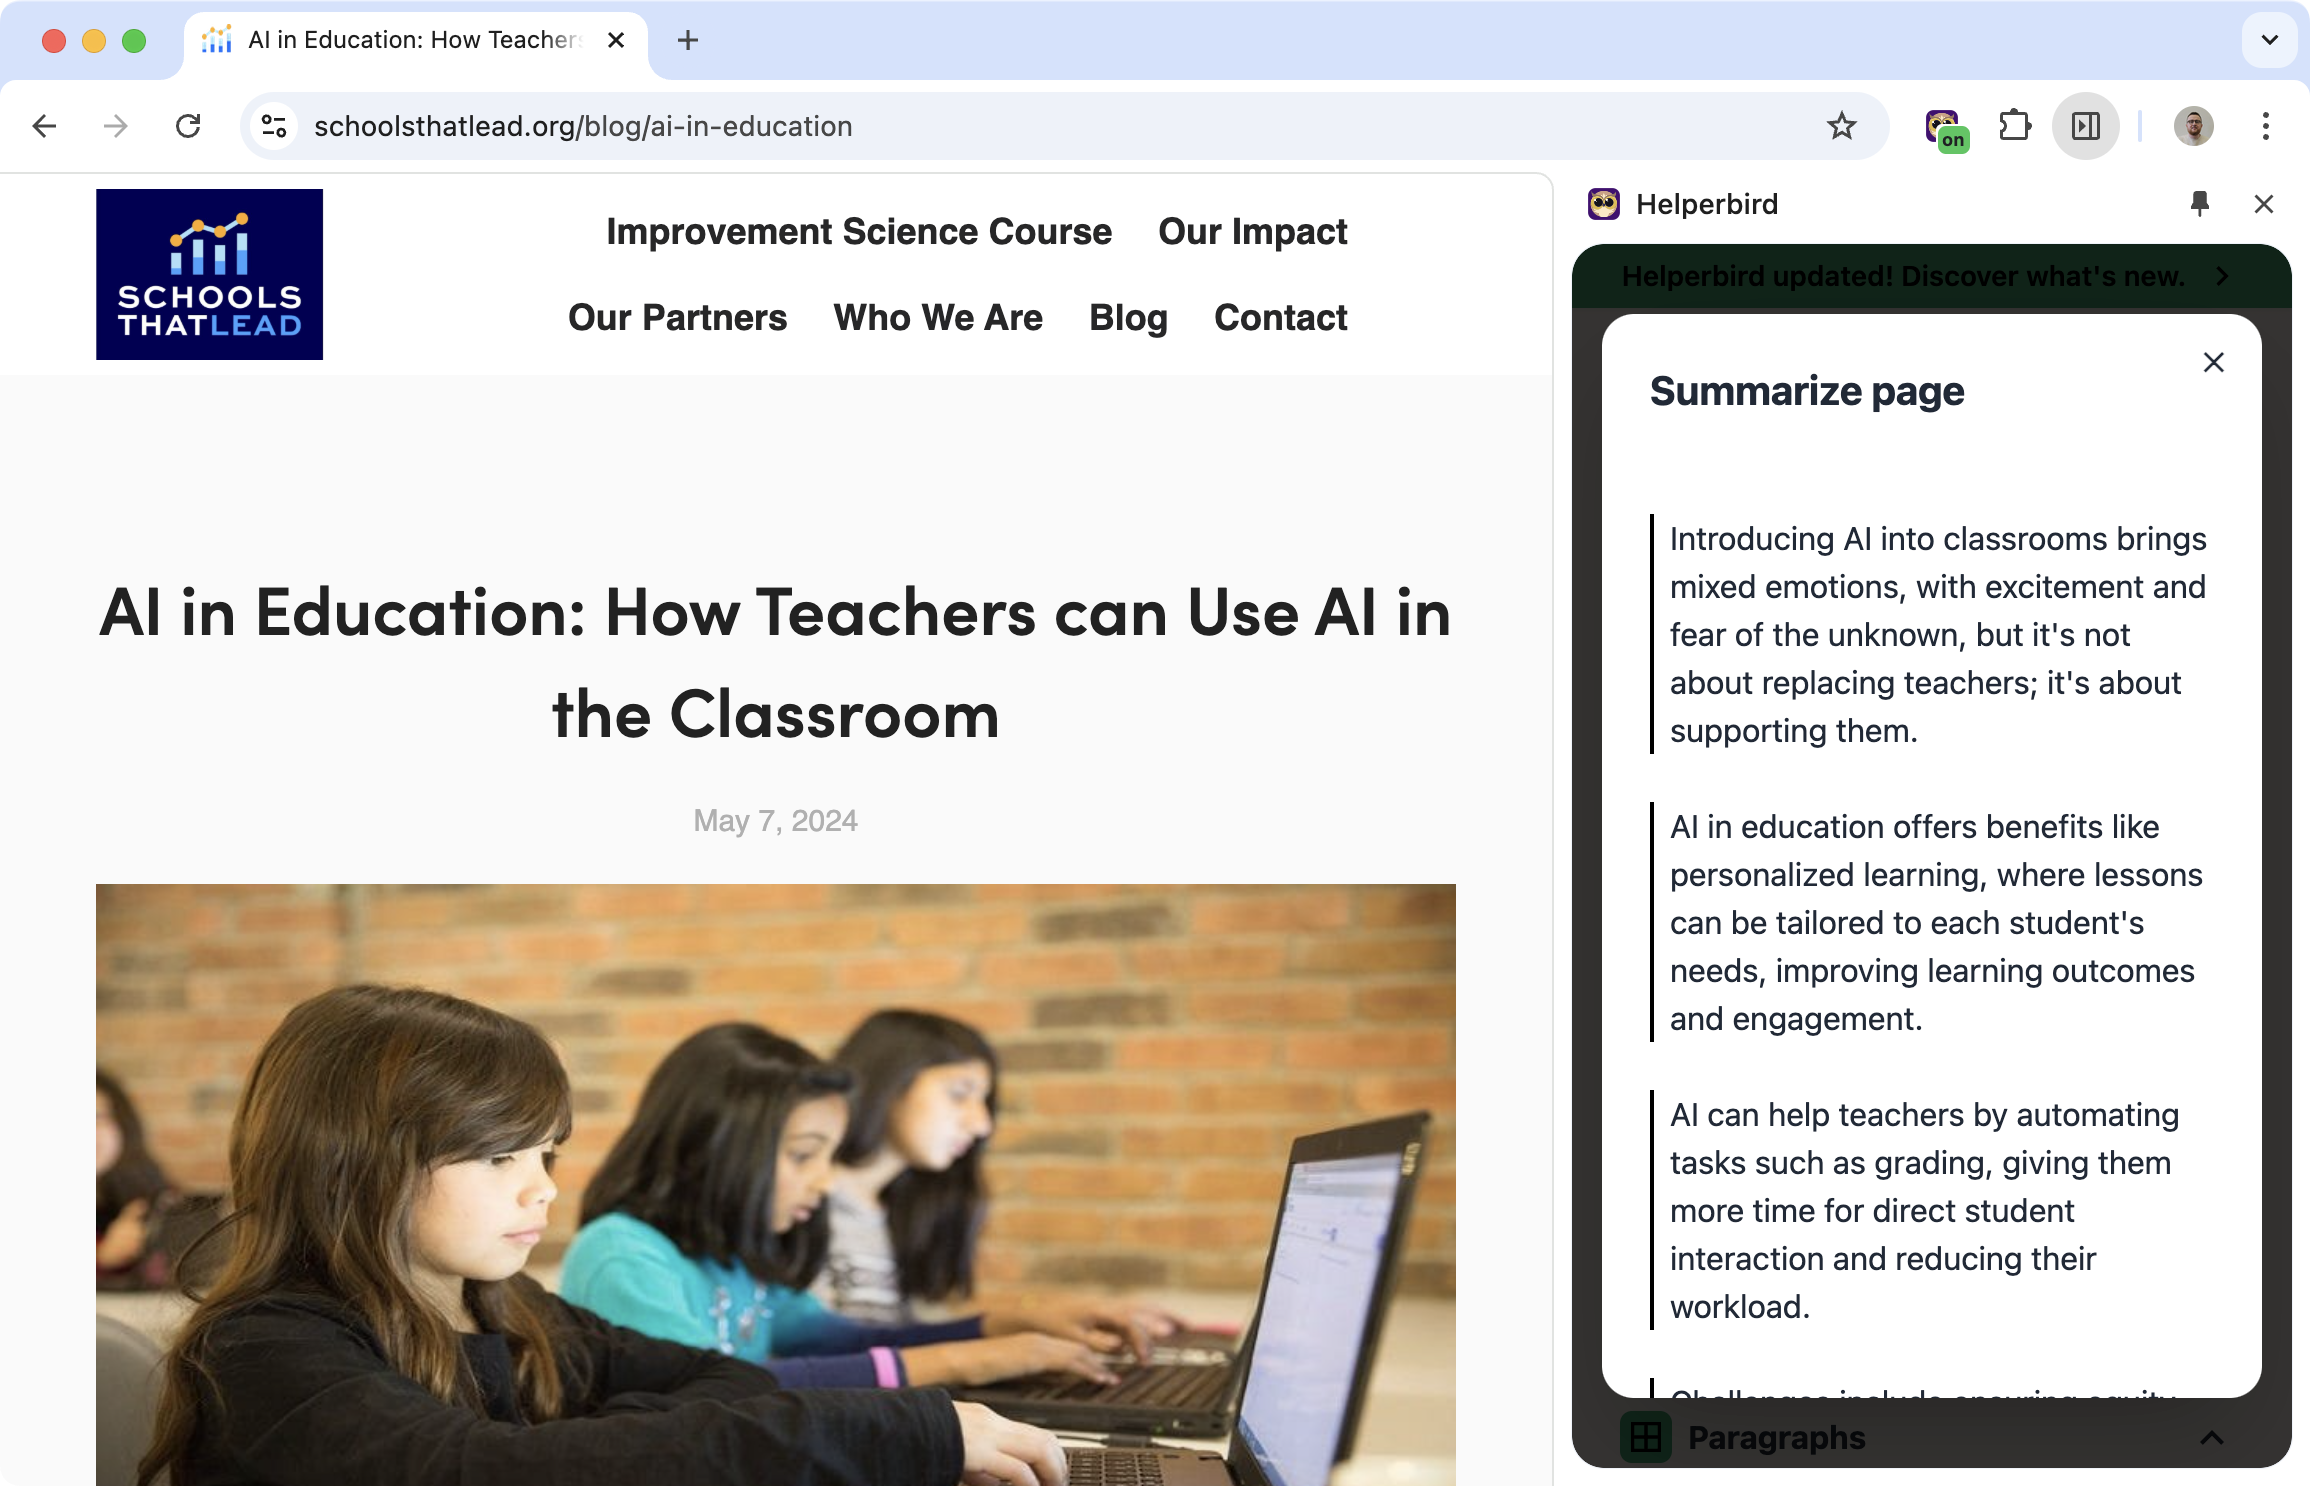 AI in Education: How Teachers
schoolsthatlead.org/blog/ai-in-education
on
SCHOOLS
THATLEAD
Improvement Science Course Our Impact
Our Partners Who We Are Blog Contact
AI in Education: How Teachers can Use AI in
the Classroom
May 7, 2024
Helperbird
Helperbird updated! Discover what's new.
Summarize page
Introducing AI into classrooms brings
mixed emotions, with excitement and
fear of the unknown, but it's not
about replacing teachers; it's about
supporting them.
AI in education offers benefits like
personalized learning, where lessons
can be tailored to each student's
needs, improving learning outcomes
and engagement.
AI can help teachers by automating
tasks such as grading, giving them
more time for direct student
interaction and reducing their
workload.
Challenges include ensuring equity
Paragraphs